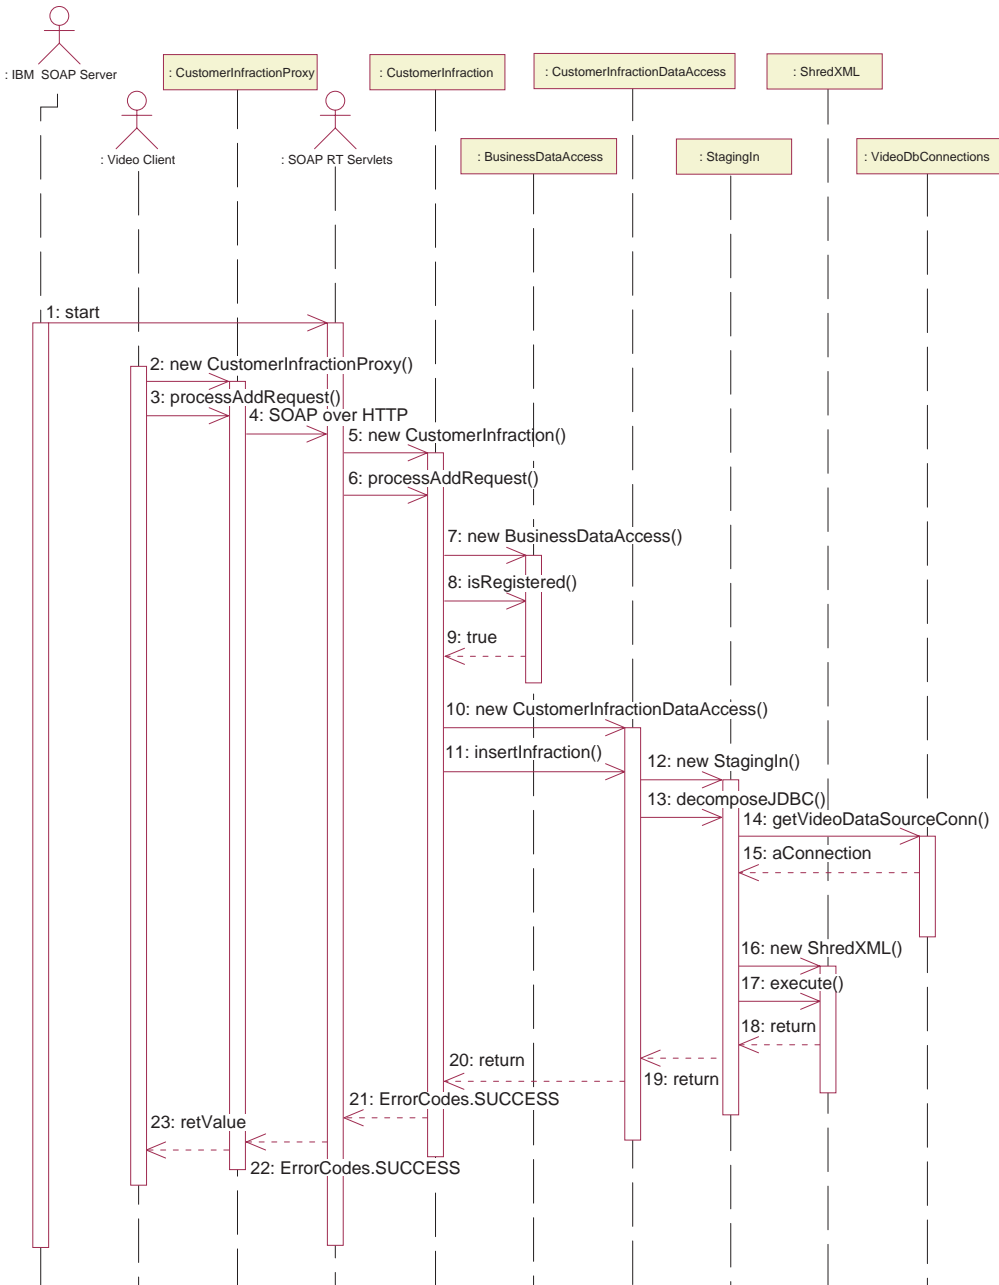 : IBM  SOAP Server
: CustomerInfractionProxy
: CustomerInfraction
: CustomerInfractionDataAccess
: ShredXML
: Video Client
: SOAP RT Servlets
: BusinessDataAccess
: StagingIn
: VideoDbConnections
1: start
2: new CustomerInfractionProxy()
3: processAddRequest()
4: SOAP over HTTP
5: new CustomerInfraction()
6: processAddRequest()
7: new BusinessDataAccess()
8: isRegistered()
9: true
10: new CustomerInfractionDataAccess()
11: insertInfraction()
12: new StagingIn()
13: decomposeJDBC()
14: getVideoDataSourceConn()
15: aConnection
16: new ShredXML()
17: execute()
18: return
19: return
20: return
21: ErrorCodes.SUCCESS
22: ErrorCodes.SUCCESS
23: retValue